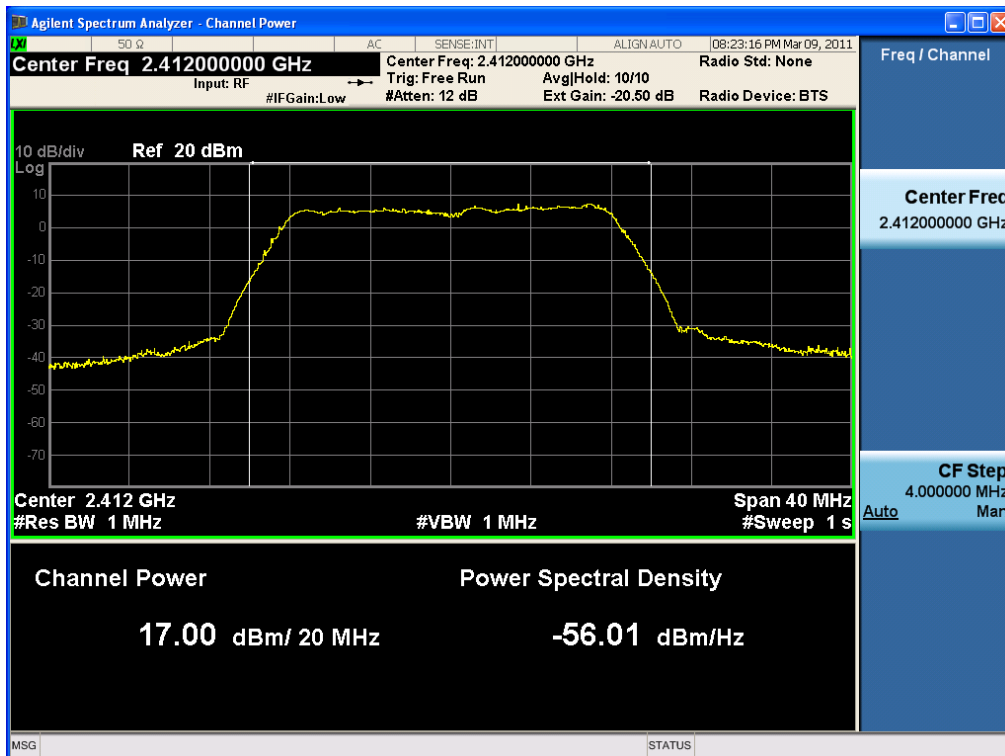 Agilent Spectrum Analyzer - Channel Power
LXI 50 Ω AC SENSE:INT ALIGN AUTO 08:23:16 PM Mar 09, 2011
Center Freq 2.412000000 GHz
Input: RF
#IFGain:Low
Center Freq: 2.412000000 GHz
Trig: Free Run Avg|Hold: 10/10
#Atten: 12 dB Ext Gain: -20.50 dB
Radio Std: None
Radio Device: BTS
10 dB/div Ref 20 dBm
Log
10
0
-10
-20
-30
-40
-50
-60
-70
Center 2.412 GHz Span 40 MHz
#Res BW 1 MHz #VBW 1 MHz #Sweep 1 s
Channel Power Power Spectral Density
17.00 dBm/ 20 MHz -56.01 dBm/Hz
MSG STATUS
Freq / Channel
Center Freq
2.412000000 GHz
CF Step
4.000000 MHz
Auto Man